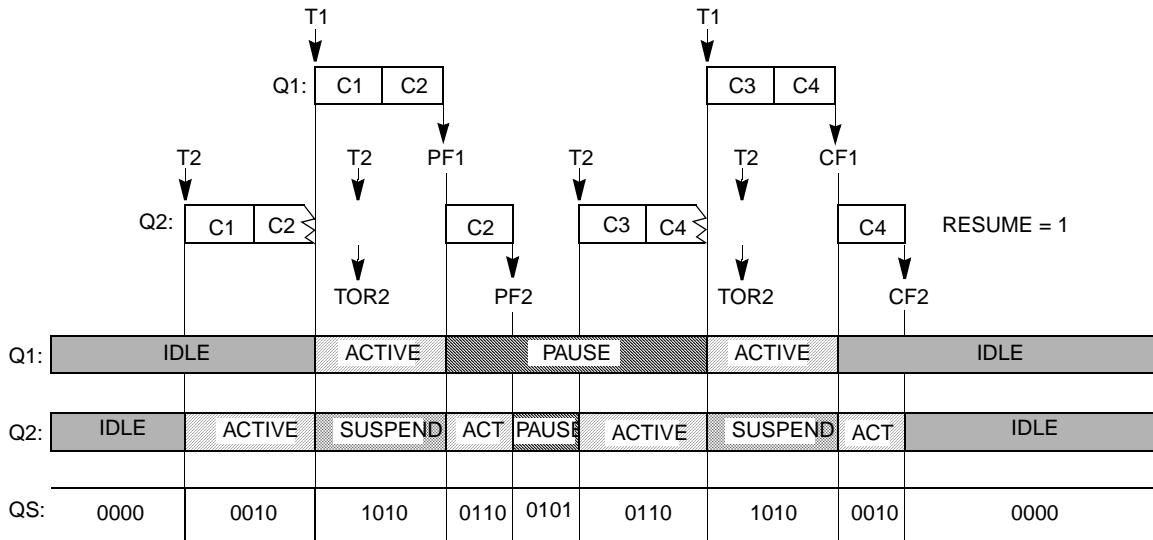 T1 T1
Q1: C1 C2 C3 C4
T2 T2 PF1 T2 T2 CF1
Q2: C1 C2 C2 C3 C4 C4 RESUME = 1
TOR2 PF2 TOR2 CF2
Q1: IDLE ACTIVE PAUSE ACTIVE IDLE
Q2: IDLE ACTIVE SUSPEND ACT PAUSE ACTIVE SUSPEND ACT IDLE
QS: 0000 0010 1010 0110 0101 0110 1010 0010 0000